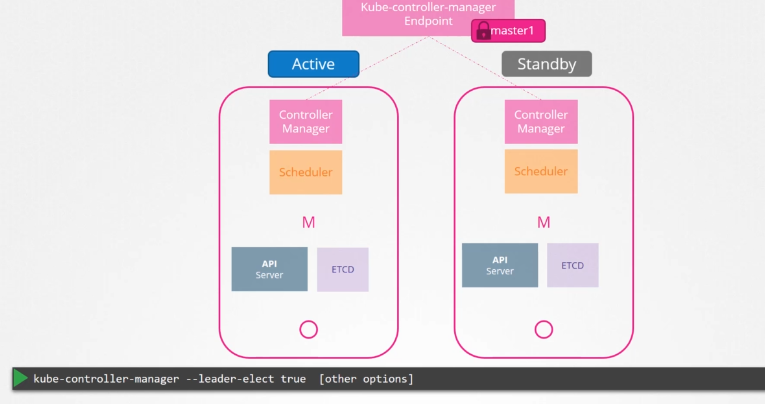 Kube-controller-manager
Endpoint
master1
Active
Standby
Controller
Manager
Controller
Manager
Scheduler
Scheduler
M
M
API
Server
ETCD
API
Server
ETCD
kube-controller-manager --leader-elect true [other options]